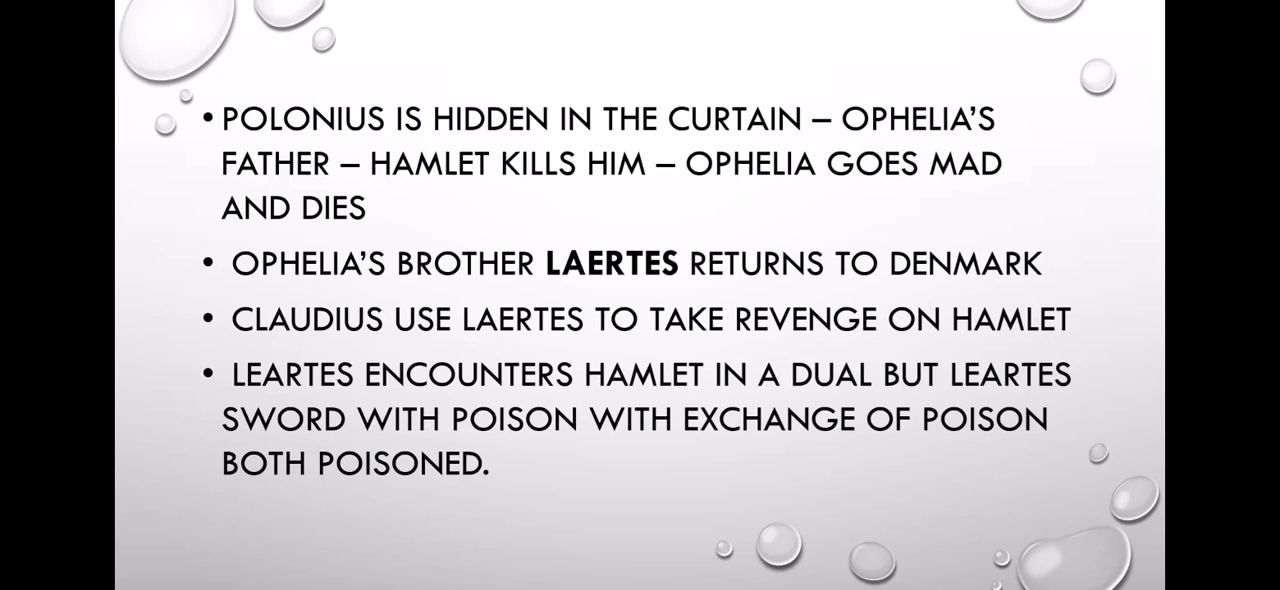 • POLONIUS IS HIDDEN IN THE CURTAIN – OPHELIA’S
FATHER – HAMLET KILLS HIM – OPHELIA GOES MAD
AND DIES
• OPHELIA’S BROTHER LAERTES RETURNS TO DENMARK
• CLAUDIUS USE LAERTES TO TAKE REVENGE ON HAMLET
• LEARTES ENCOUNTERS HAMLET IN A DUAL BUT LEARTES
SWORD WITH POISON WITH EXCHANGE OF POISON
BOTH POISONED.